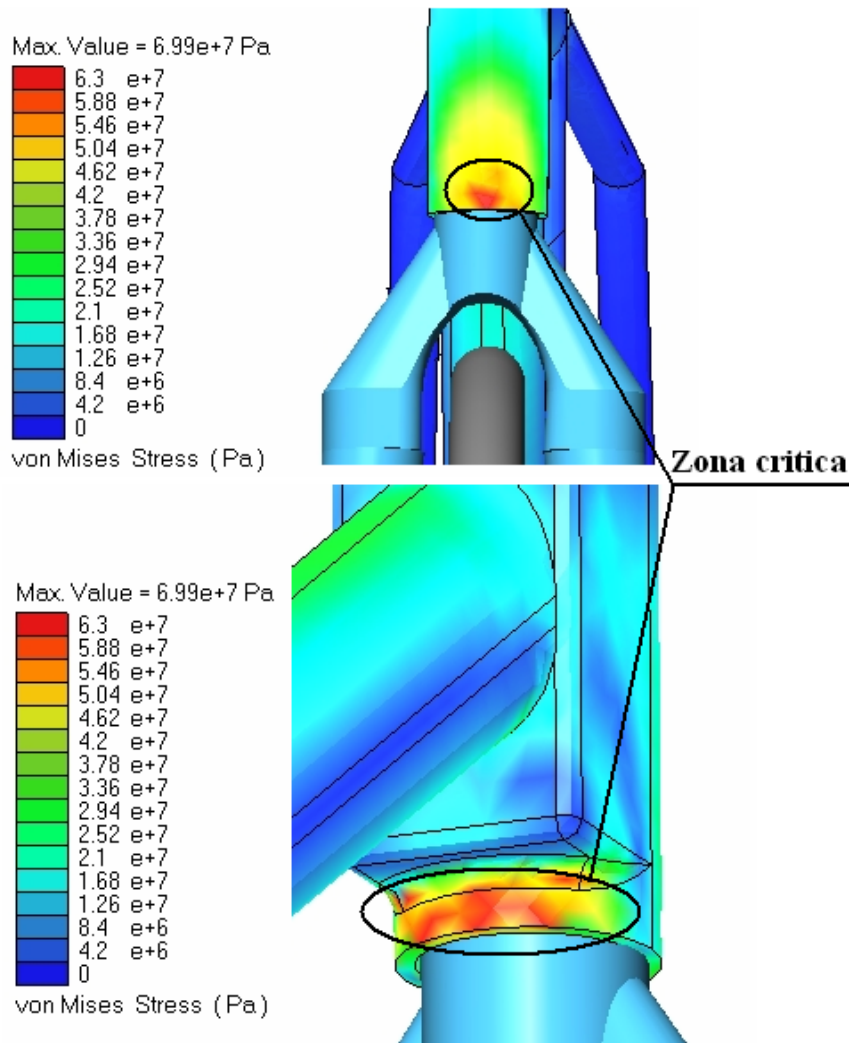 Max. Value = 6.99e+7 Pa
6.3 e+7
5.88 e+7
5.46 e+7
5.04 e+7
4.62 e+7
4.2 e+7
3.78 e+7
3.36 e+7
2.94 e+7
2.52 e+7
2.1 e+7
1.68 e+7
1.26 e+7
8.4 e+6
4.2 e+6
0
von Mises Stress (Pa)
Zona critica
Max. Value = 6.99e+7 Pa
6.3 e+7
5.88 e+7
5.46 e+7
5.04 e+7
4.62 e+7
4.2 e+7
3.78 e+7
3.36 e+7
2.94 e+7
2.52 e+7
2.1 e+7
1.68 e+7
1.26 e+7
8.4 e+6
4.2 e+6
0
von Mises Stress (Pa)